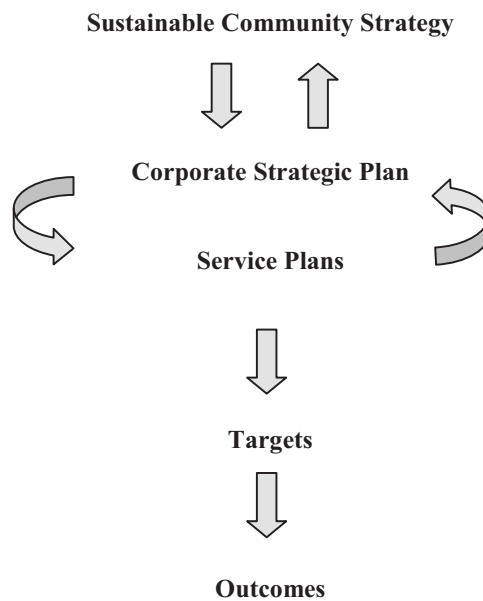 Sustainable Community Strategy
Corporate Strategic Plan
Service Plans
Targets
Outcomes